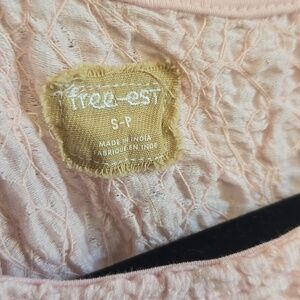 free-est
S-P
MADE IN INDIA
FABRIQUÉ EN INDE